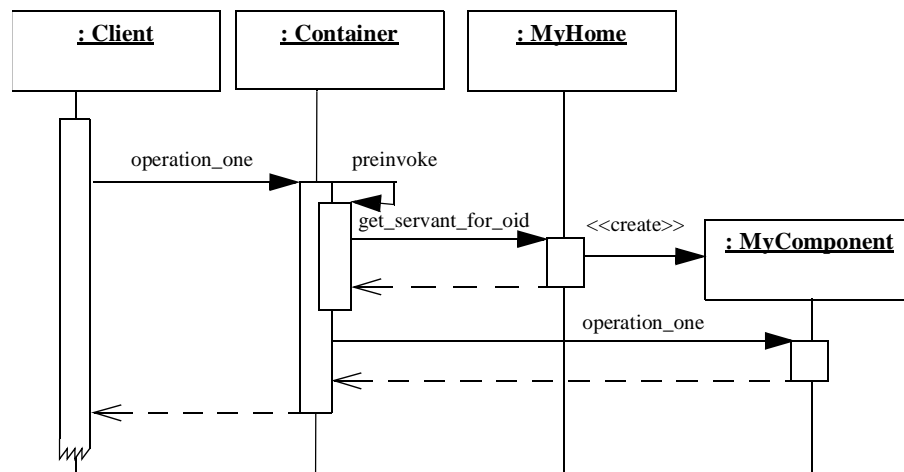 : Client
: Container
: MyHome
operation_one
preinvoke
get_servant_for_oid
<<create>>
: MyComponent
operation_one